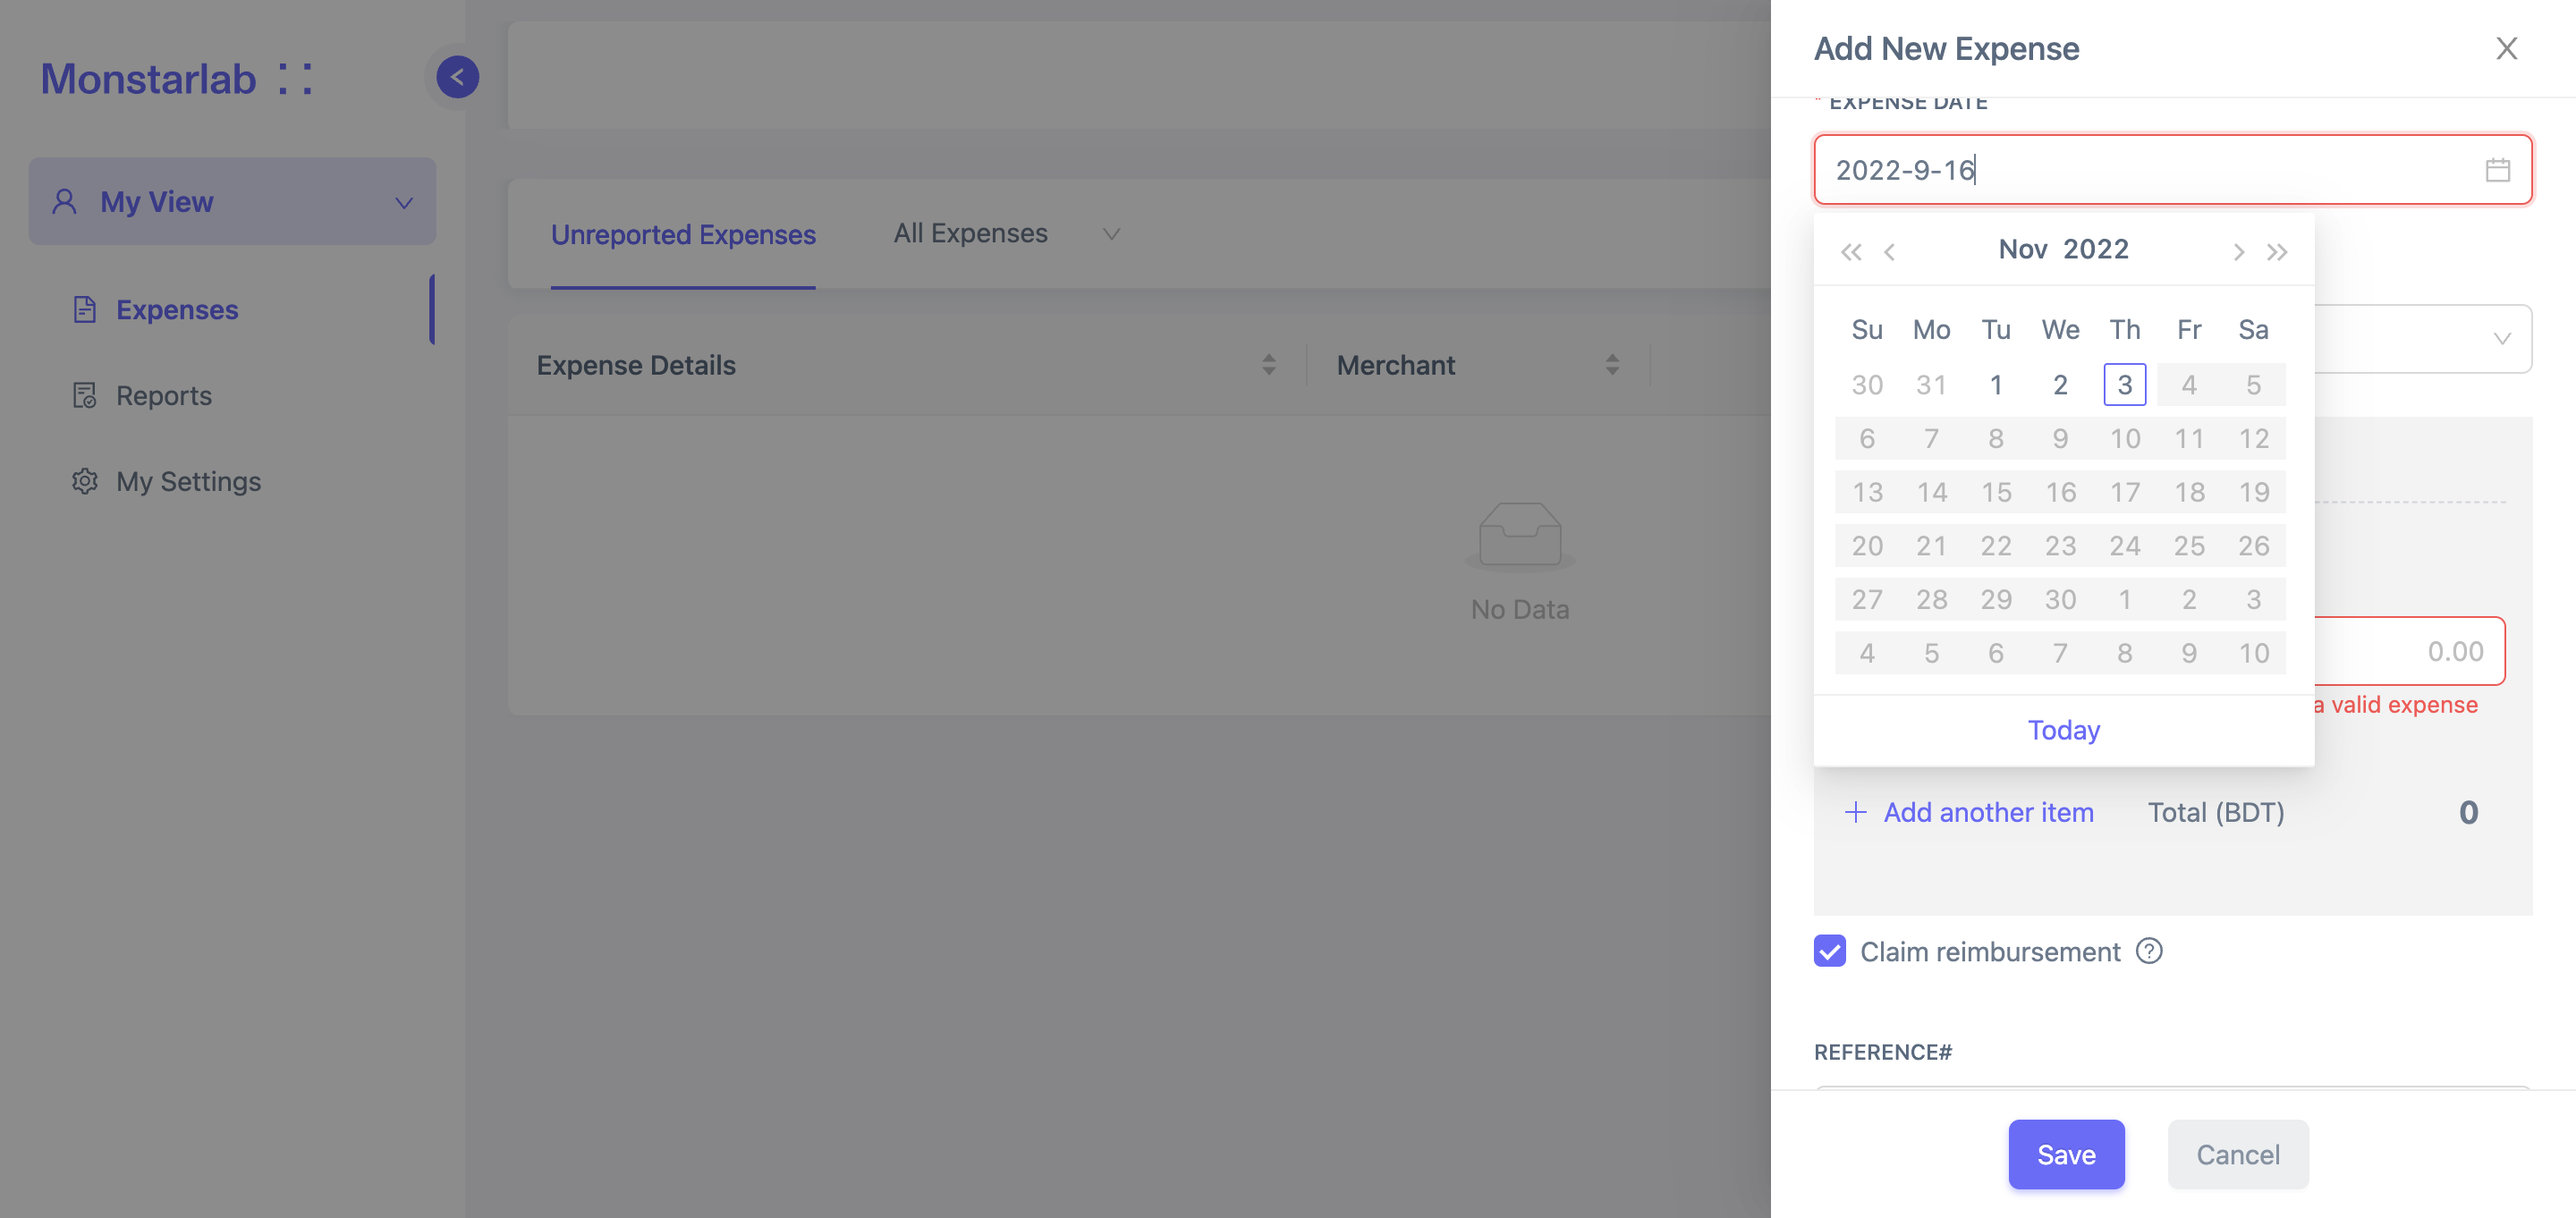 Monstarlab
My View
Expenses
Reports
My Settings
Unreported Expenses
All Expenses
Expense Details
Merchant
No Data
Add New Expense
* EXPENSE DATE
2022-9-16
Nov 2022
Su Mo Tu We Th Fr Sa
30 31 1 2 3 4 5
6 7 8 9 10 11 12
13 14 15 16 17 18 19
20 21 22 23 24 25 26
27 28 29 30 1 2 3
4 5 6 7 8 9 10
Today
0.00
a valid expense
+ Add another item
Total (BDT)
0
Claim reimbursement
REFERENCE#
Save
Cancel